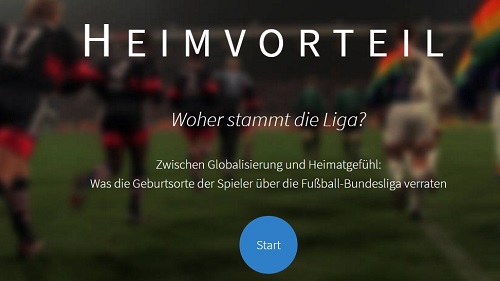 HEIMVORTEIL
Woher stammt die Liga?
Zwischen Globalisierung und Heimatgefühl:
Was die Geburtsorte der Spieler über die Fußball-Bundesliga verraten
Start